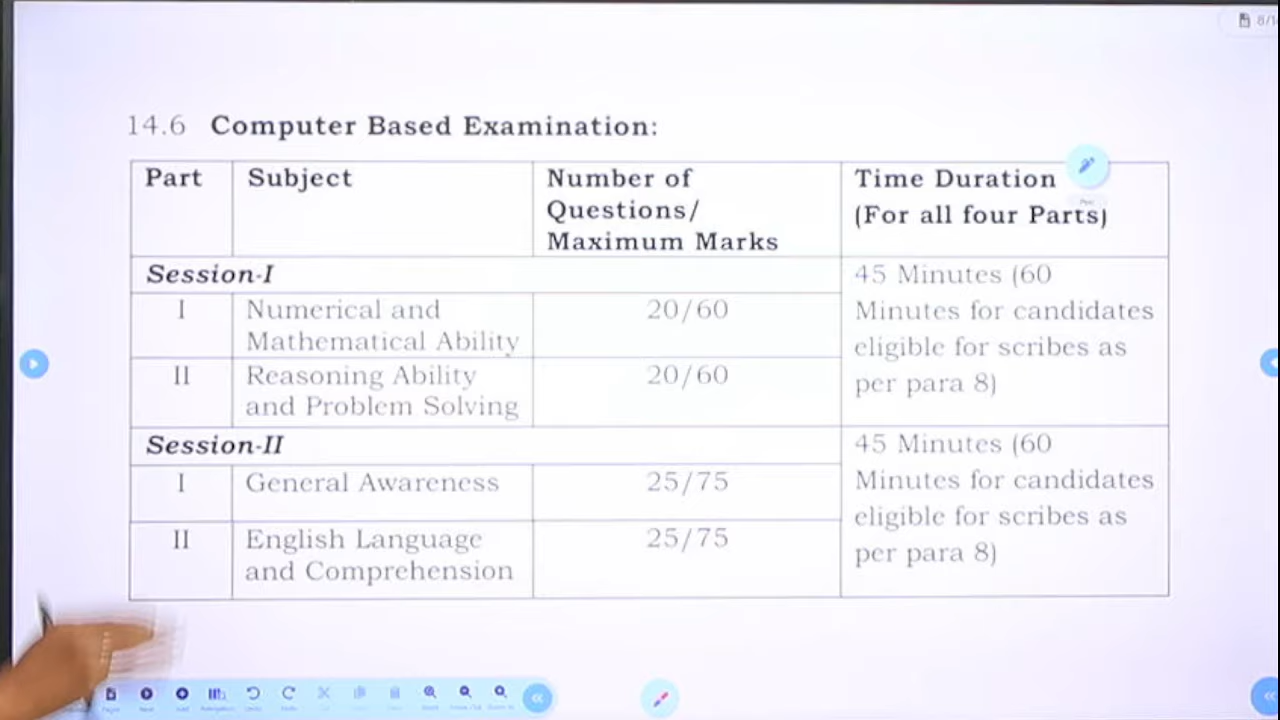 8/1
14.6 Computer Based Examination:
Part
Subject
Number of
Questions/
Maximum Marks
Time Duration
(For all four Parts)
Session-I
I
Numerical and
Mathematical Ability
20/60
45 Minutes (60
Minutes for candidates
eligible for scribes as
per para 8)
II
Reasoning Ability
and Problem Solving
20/60
Session-II
I
General Awareness
25/75
45 Minutes (60
Minutes for candidates
eligible for scribes as
per para 8)
II
English Language
and Comprehension
25/75